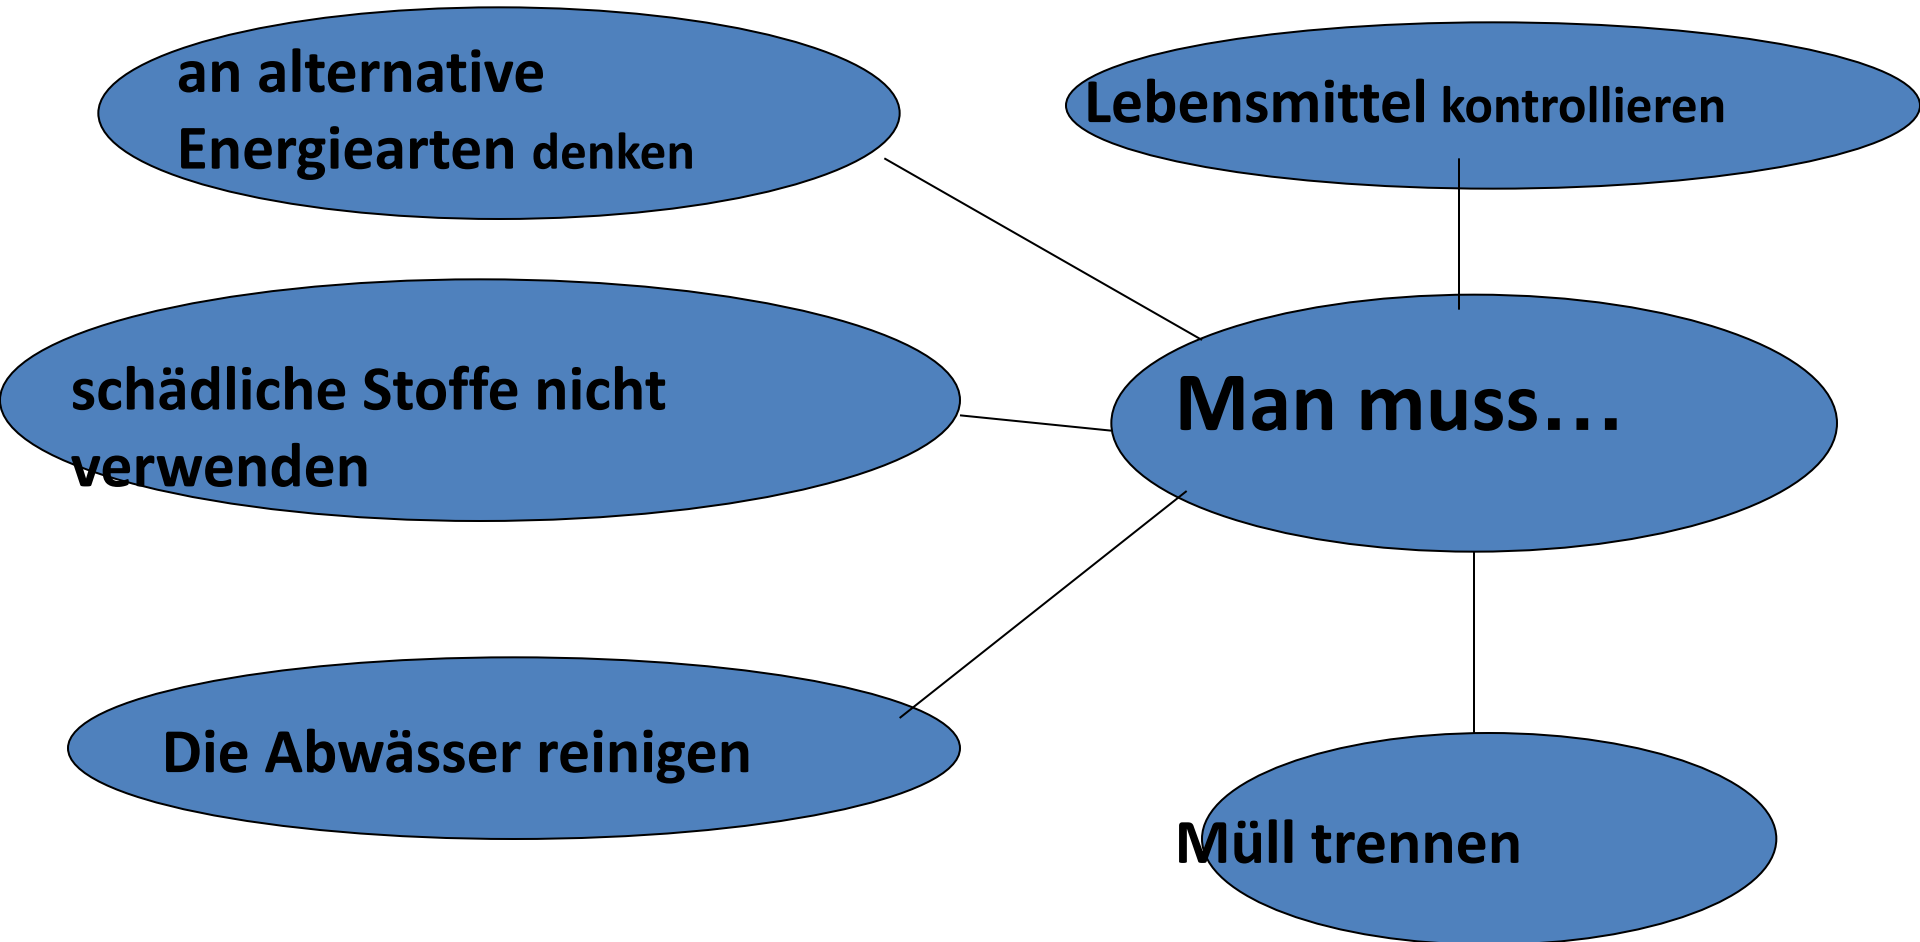 an alternative
Energiearten denken
Lebensmittel kontrollieren
schädliche Stoffe nicht
verwenden
Man muss...
Die Abwässer reinigen
Müll trennen